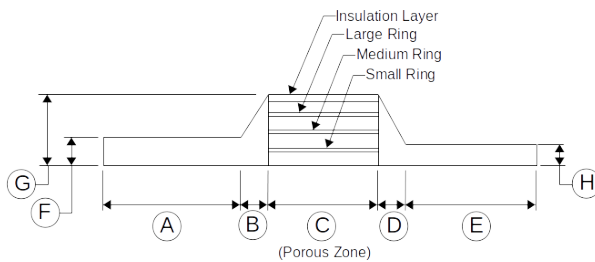 Insulation Layer
Large Ring
Medium Ring
Small Ring
G
F
H
A
B
C
D
E
(Porous Zone)